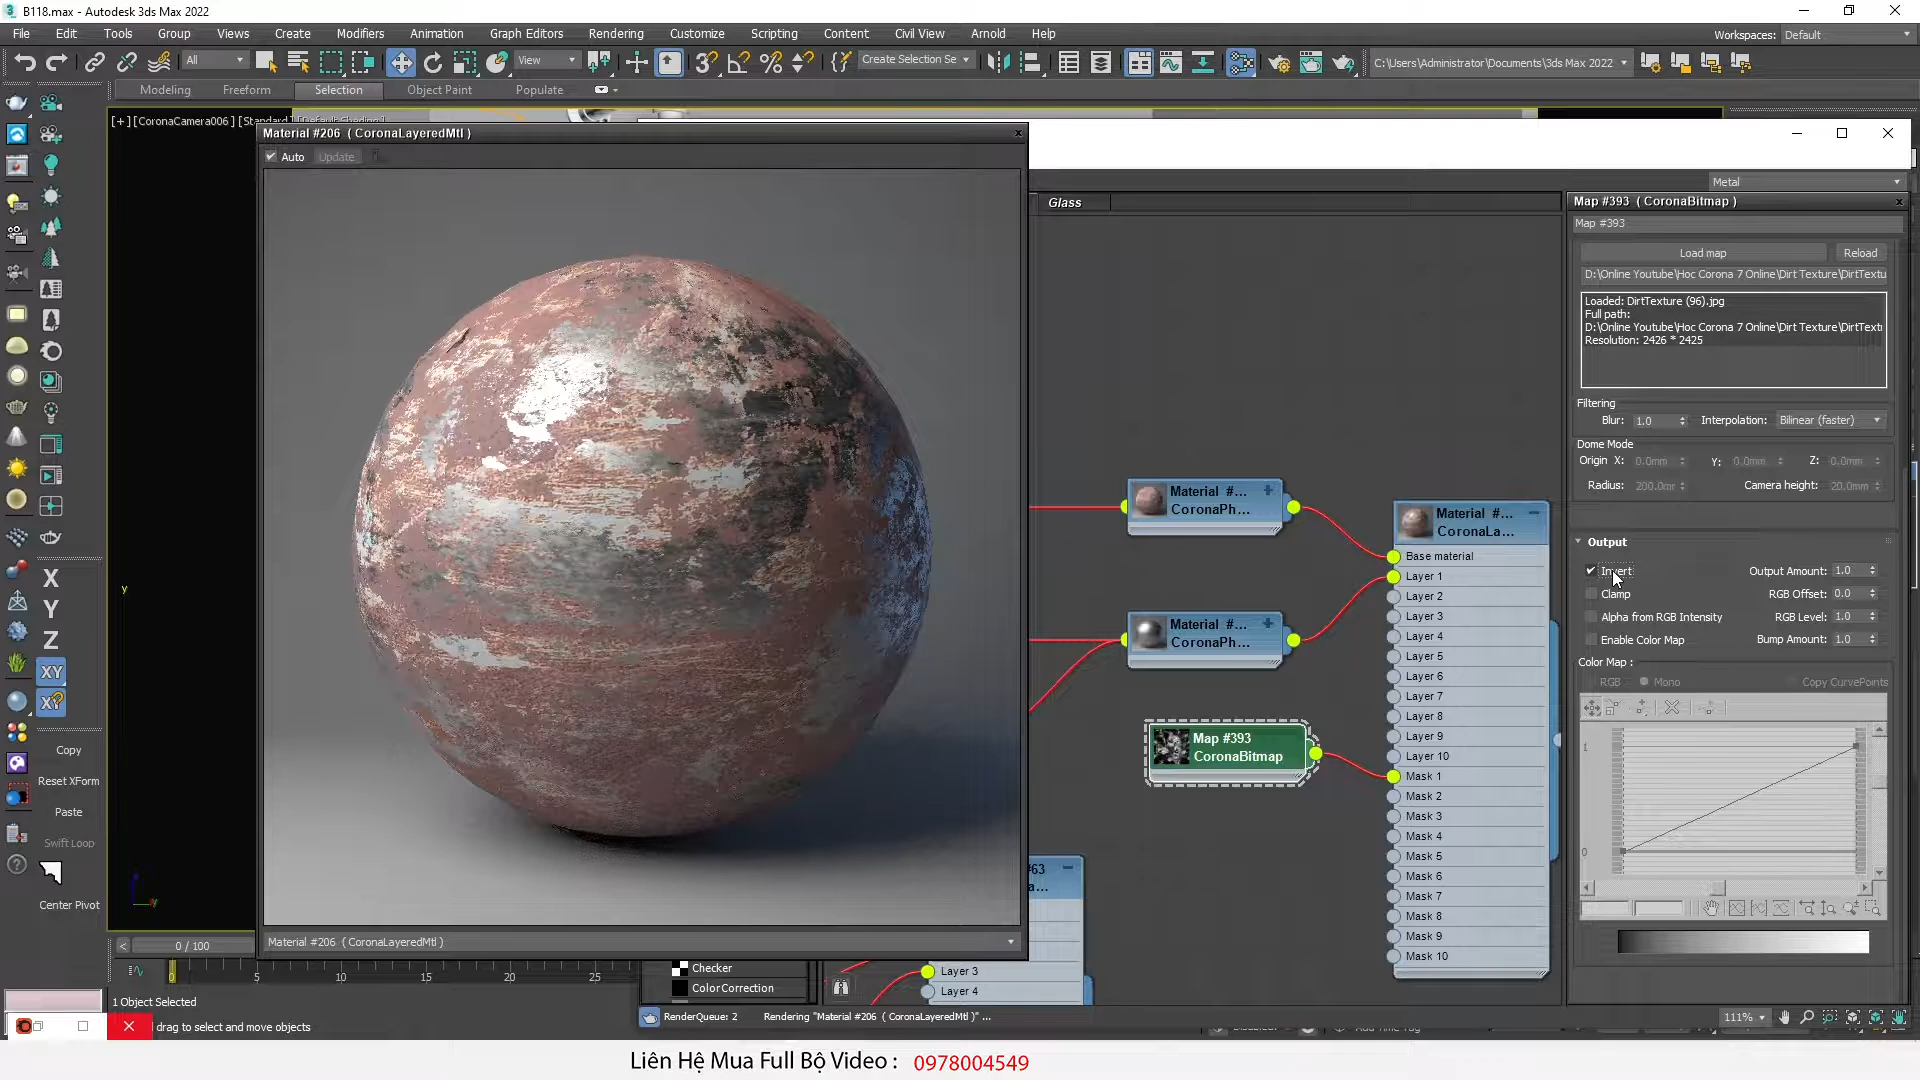 B118.max - Autodesk 3ds Max 2022
File Edit Tools Group Views Create Modifiers Animation Graph Editors Rendering Customize Scripting Content Civil View Arnold Help
Workspaces: Default
All
View
Create Selection Se
C:\Users\Administrator\Documents\3ds Max 2022
Modeling Freeform Selection Object Paint Populate
[+] [CoronaCamera006] [Standard] [Default Shading]
Material #206 ( CoronaLayeredMtl )
Auto Update
Metal
Glass
Map #393 ( CoronaBitmap )
Map #393
Load map Reload
D:\Online Youtube\Hoc Corona 7 Online\Dirt Texture\DirtTextu
Loaded: DirtTexture (96).jpg
Full path:
D:\Online Youtube\Hoc Corona 7 Online\Dirt Texture\DirtText
Resolution: 2426 * 2425
Filtering
Blur: 1.0 Interpolation: Bilinear (faster)
Dome Mode
Origin X: 0.0mm Y: 0.0mm Z: 0.0mm
Radius: 200.0mr Camera height: 20.0mm
Output
Invert Output Amount: 1.0
Clamp RGB Offset: 0.0
Alpha from RGB Intensity RGB Level: 1.0
Enable Color Map Bump Amount: 1.0
Color Map :
RGB Mono Copy CurvePoints
1
0
Material #...
CoronaPh...
Material #...
CoronaPh...
Map #393
CoronaBitmap
Material #...
CoronaLa...
Base material
Layer 1
Layer 2
Layer 3
Layer 4
Layer 5
Layer 6
Layer 7
Layer 8
Layer 9
Layer 10
Mask 1
Mask 2
Mask 3
Mask 4
Mask 5
Mask 6
Mask 7
Mask 8
Mask 9
Mask 10
#63
a...
Layer 3
Layer 4
X
Y
Z
XY
X
Copy
Reset XForm
Paste
Swift Loop
Center Pivot
y
Material #206 ( CoronaLayeredMtl )
0 / 100
0 5 10 15 20 25
Checker
ColorCorrection
1 Object Selected
drag to select and move objects
RenderQueue: 2 Rendering "Material #206 ( CoronaLayeredMtl )" ...
111%
Add Time Tag
Liên Hệ Mua Full Bộ Video : 0978004549